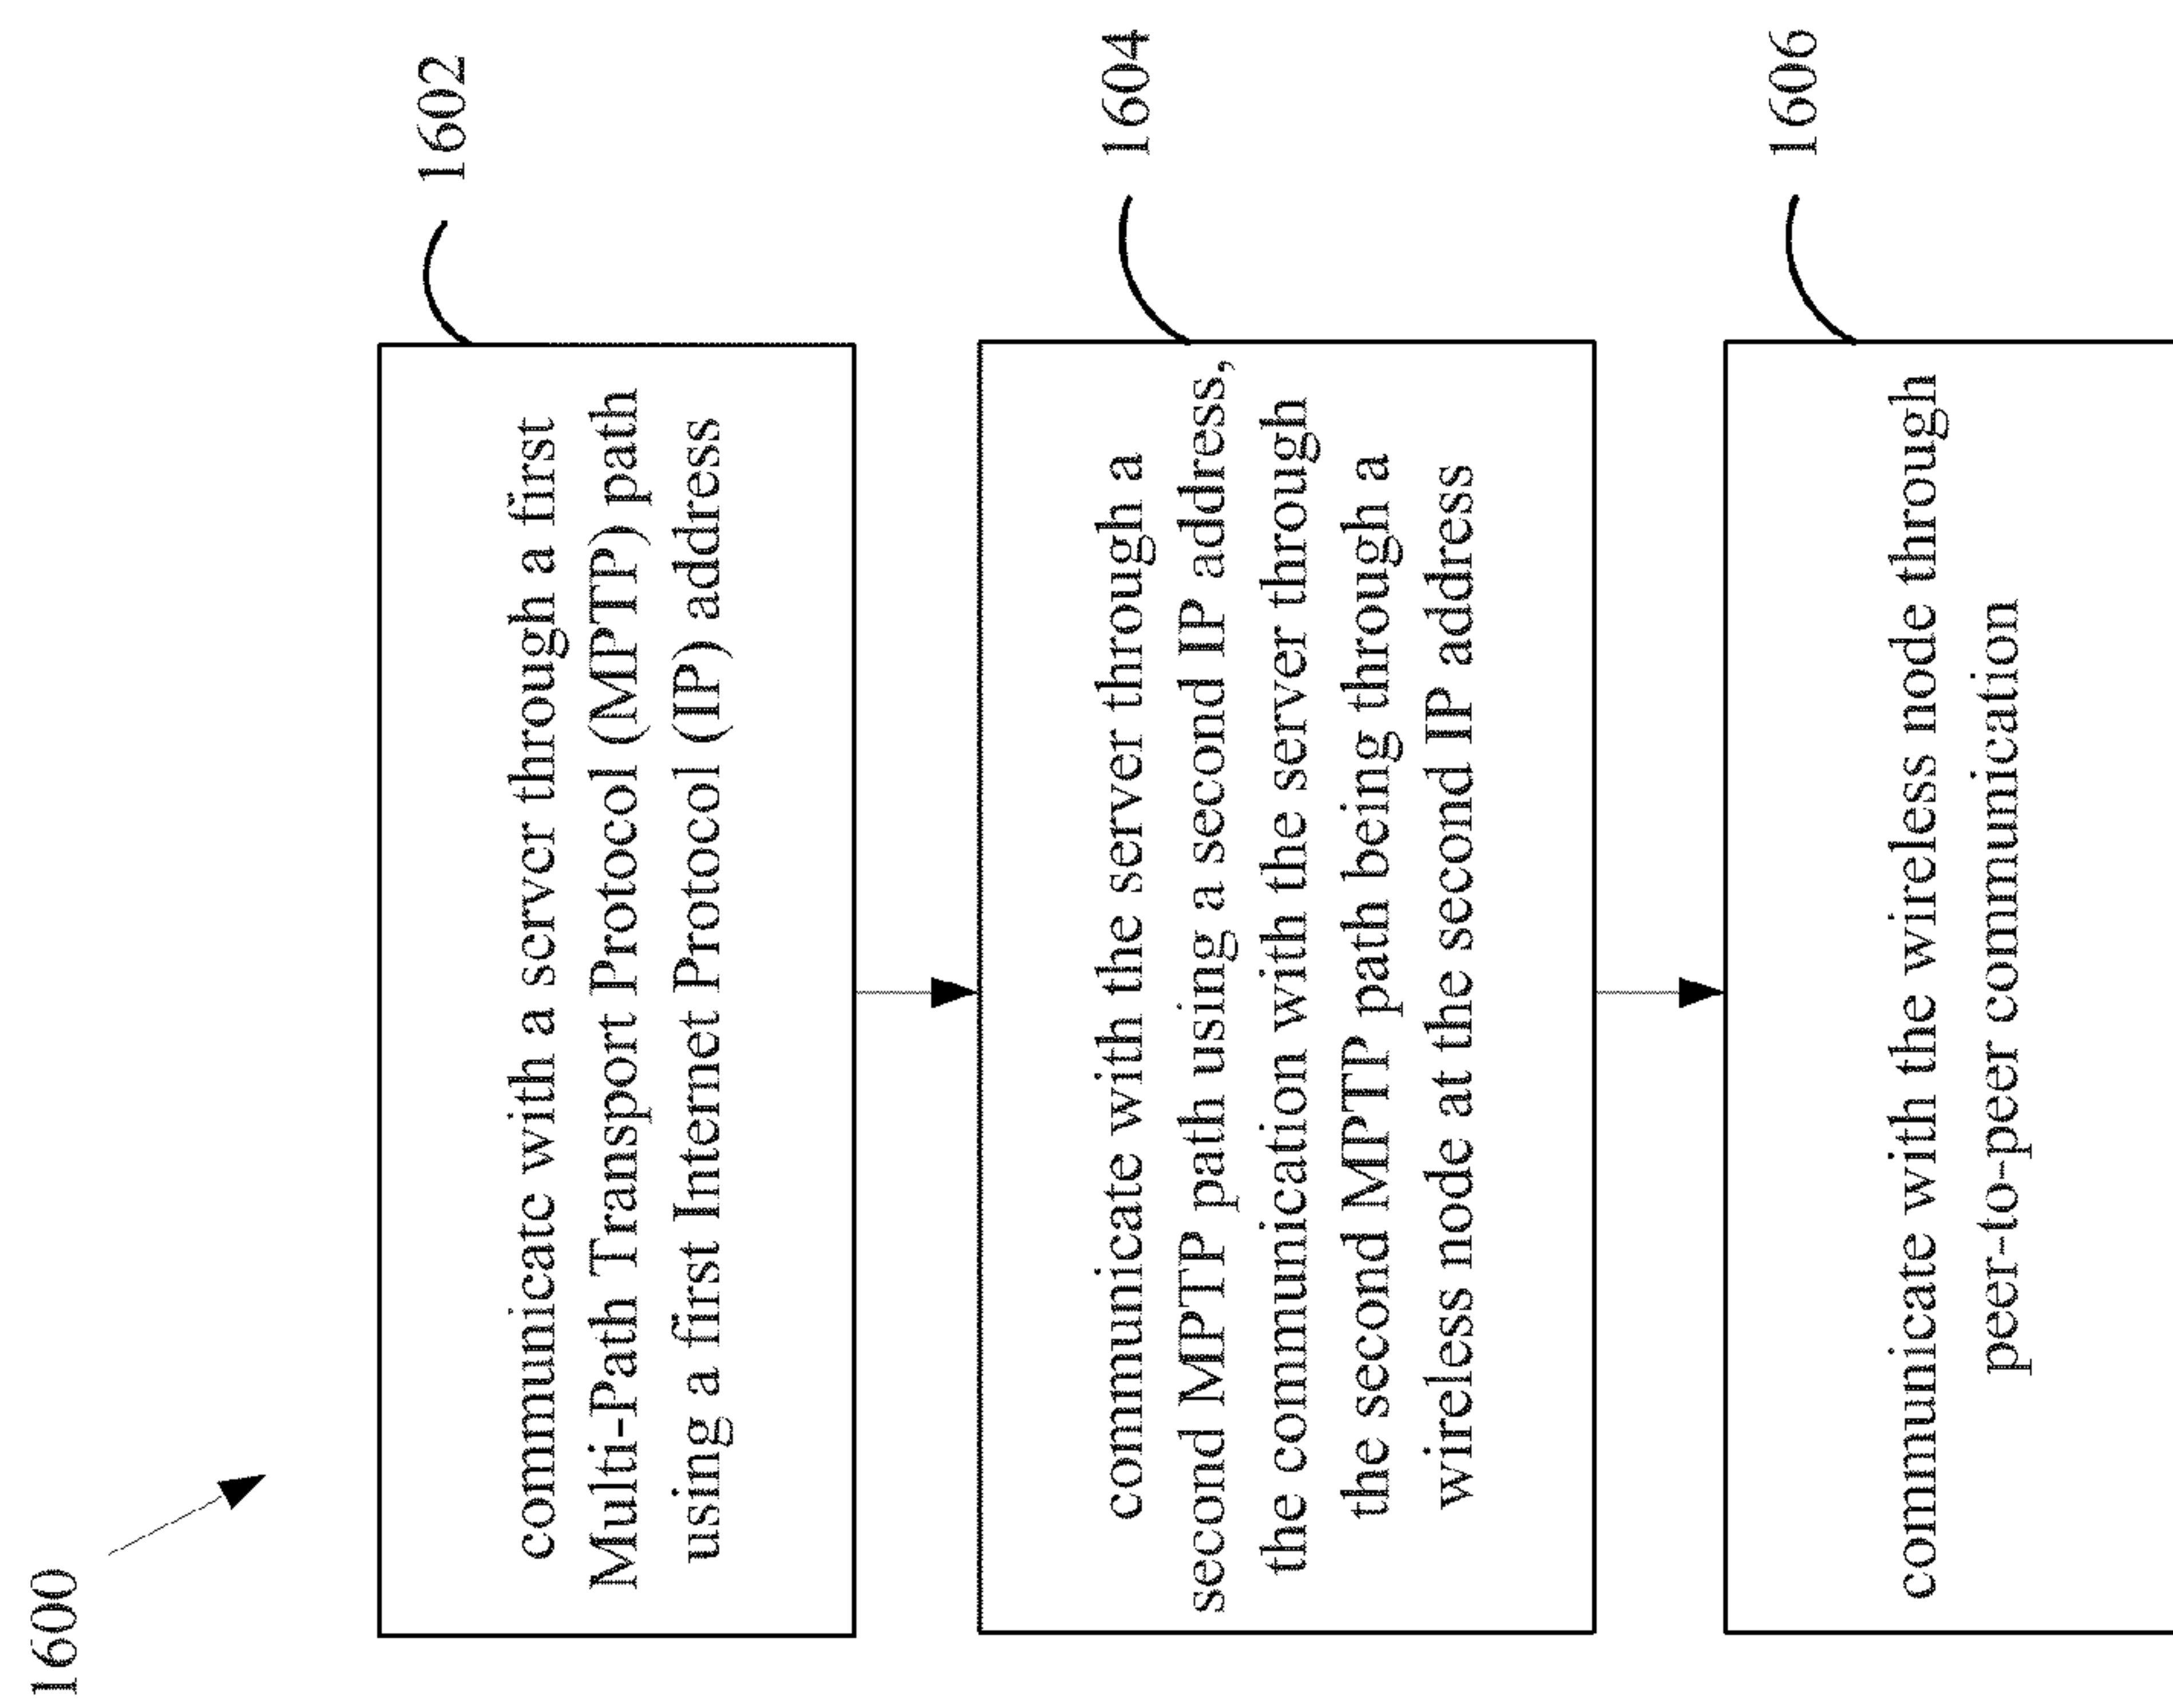 1600
1602
communicate with a server through a first
Multi-Path Transport Protocol (MPTP) path
using a first Internet Protocol (IP) address
1604
communicate with the server through a
second MPTP path using a second IP address,
the communication with the server through
the second MPTP path being through a
wireless node at the second IP address
1606
communicate with the wireless node through
peer-to-peer communication